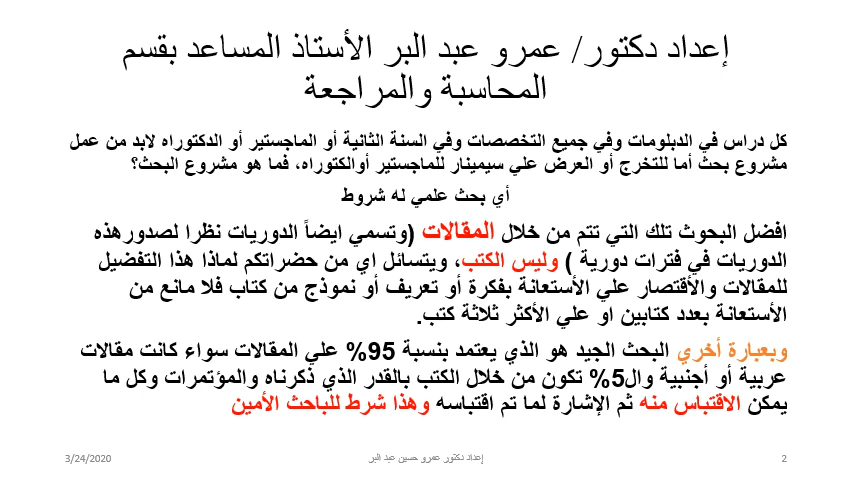 إعداد دكتور/ عمرو عبد البر الأستاذ المساعد بقسم
المحاسبة والمراجعة
كل دراس في الدبلومات وفي جميع التخصصات وفي السنة الثانية أو الماجستير أو الدكتوراه لابد من عمل
مشروع بحث أما للتخرج أو العرض علي سيمينار للماجستير أوالكتوراه، فما هو مشروع البحث؟
أي بحث علمي له شروط
افضل البحوث تلك التي تتم من خلال المقالات (وتسمي ايضاً الدوريات نظرا لصدورهذه
الدوريات في فترات دورية ) وليس الكتب، ويتسائل اي من حضراتكم لماذا هذا التفضيل
للمقالات والأقتصار علي الأستعانة بفكرة أو تعريف أو نموذج من كتاب فلا مانع من
الأستعانة بعدد كتابين او علي الأكثر ثلاثة كتب.
وبعبارة أخري البحث الجيد هو الذي يعتمد بنسبة 95% علي المقالات سواء كانت مقالات
عربية أو أجنبية وال5% تكون من خلال الكتب بالقدر الذي ذكرناه والمؤتمرات وكل ما
يمكن الاقتباس منه ثم الإشارة لما تم اقتباسه وهذا شرط للباحث الأمين
3/24/2020
إعداد دكتور عمرو حسين عبد البر
2